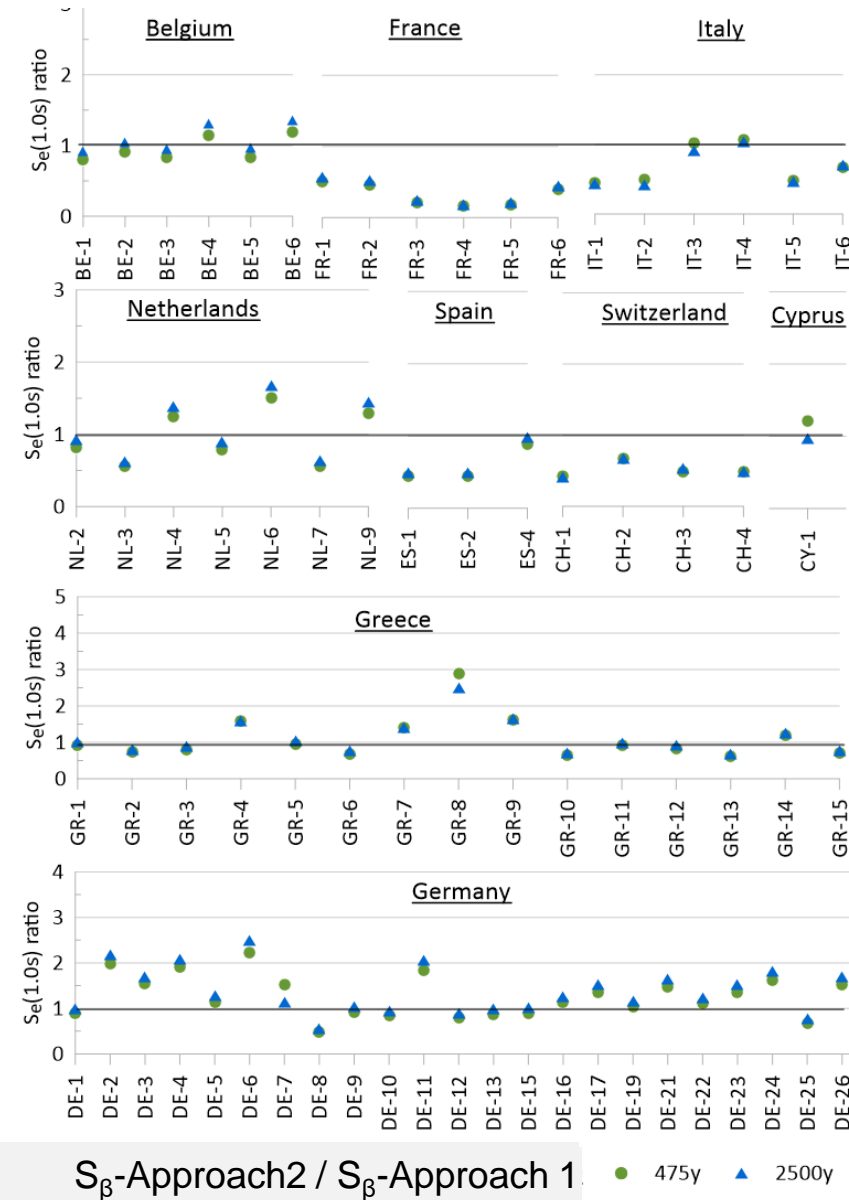 Belgium France Italy
3
2
1
0
Se(1.0s) ratio
BE-1 BE-2 BE-3 BE-4 BE-5 BE-6 FR-1 FR-2 FR-3 FR-4 FR-5 FR-6 IT-1 IT-2 IT-3 IT-4 IT-5 IT-6
Netherlands Spain Switzerland Cyprus
3
2
1
0
Se(1.0s) ratio
NL-2 NL-3 NL-4 NL-5 NL-6 NL-7 NL-9 ES-1 ES-2 ES-4 CH-1 CH-2 CH-3 CH-4 CY-1
Greece
5
4
3
2
1
0
Se(1.0s) ratio
GR-1 GR-2 GR-3 GR-4 GR-5 GR-6 GR-7 GR-8 GR-9 GR-10 GR-11 GR-12 GR-13 GR-14 GR-15
Germany
4
3
2
1
0
Se(1.0s) ratio
DE-1 DE-2 DE-3 DE-4 DE-5 DE-6 DE-7 DE-8 DE-9 DE-10 DE-11 DE-12 DE-13 DE-15 DE-16 DE-17 DE-19 DE-21 DE-22 DE-23 DE-24 DE-25 DE-26
Sβ-Approach2 / Sβ-Approach 1 475y 2500y